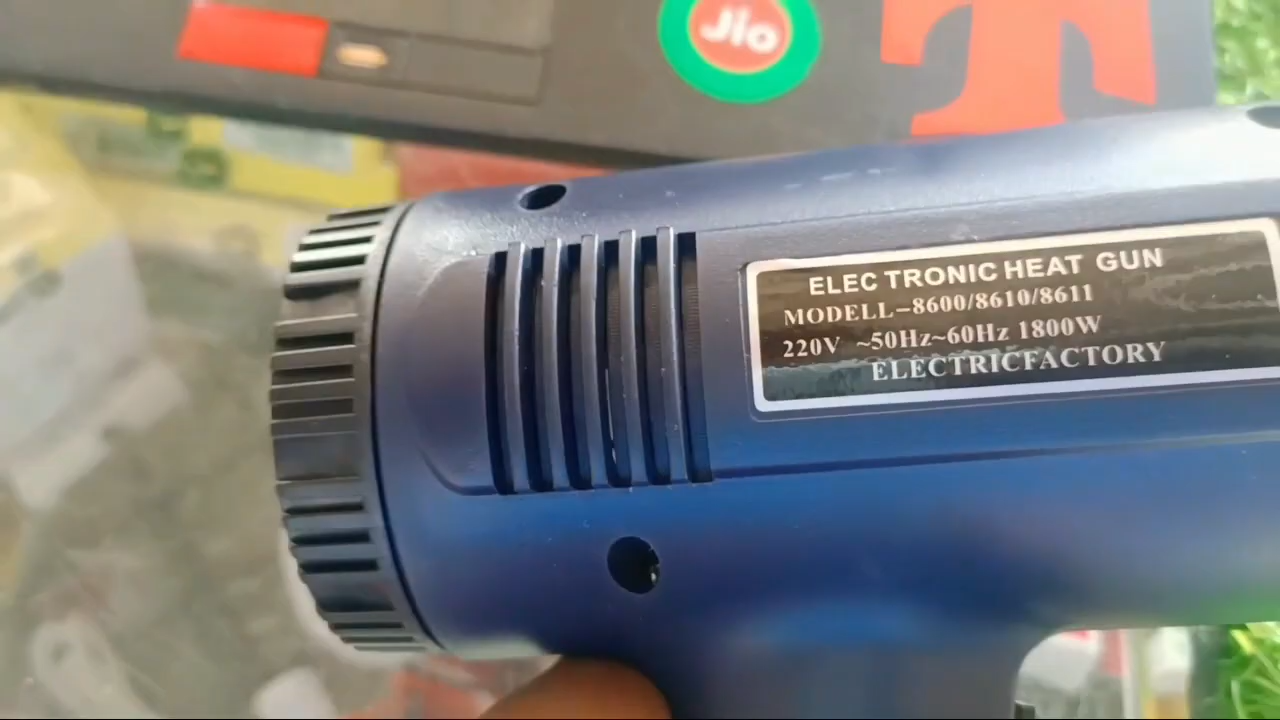 Jio
ELEC TRONIC HEAT GUN
MODELL-8600/8610/8611
220V ~50Hz~60Hz 1800W
ELECTRICFACTORY